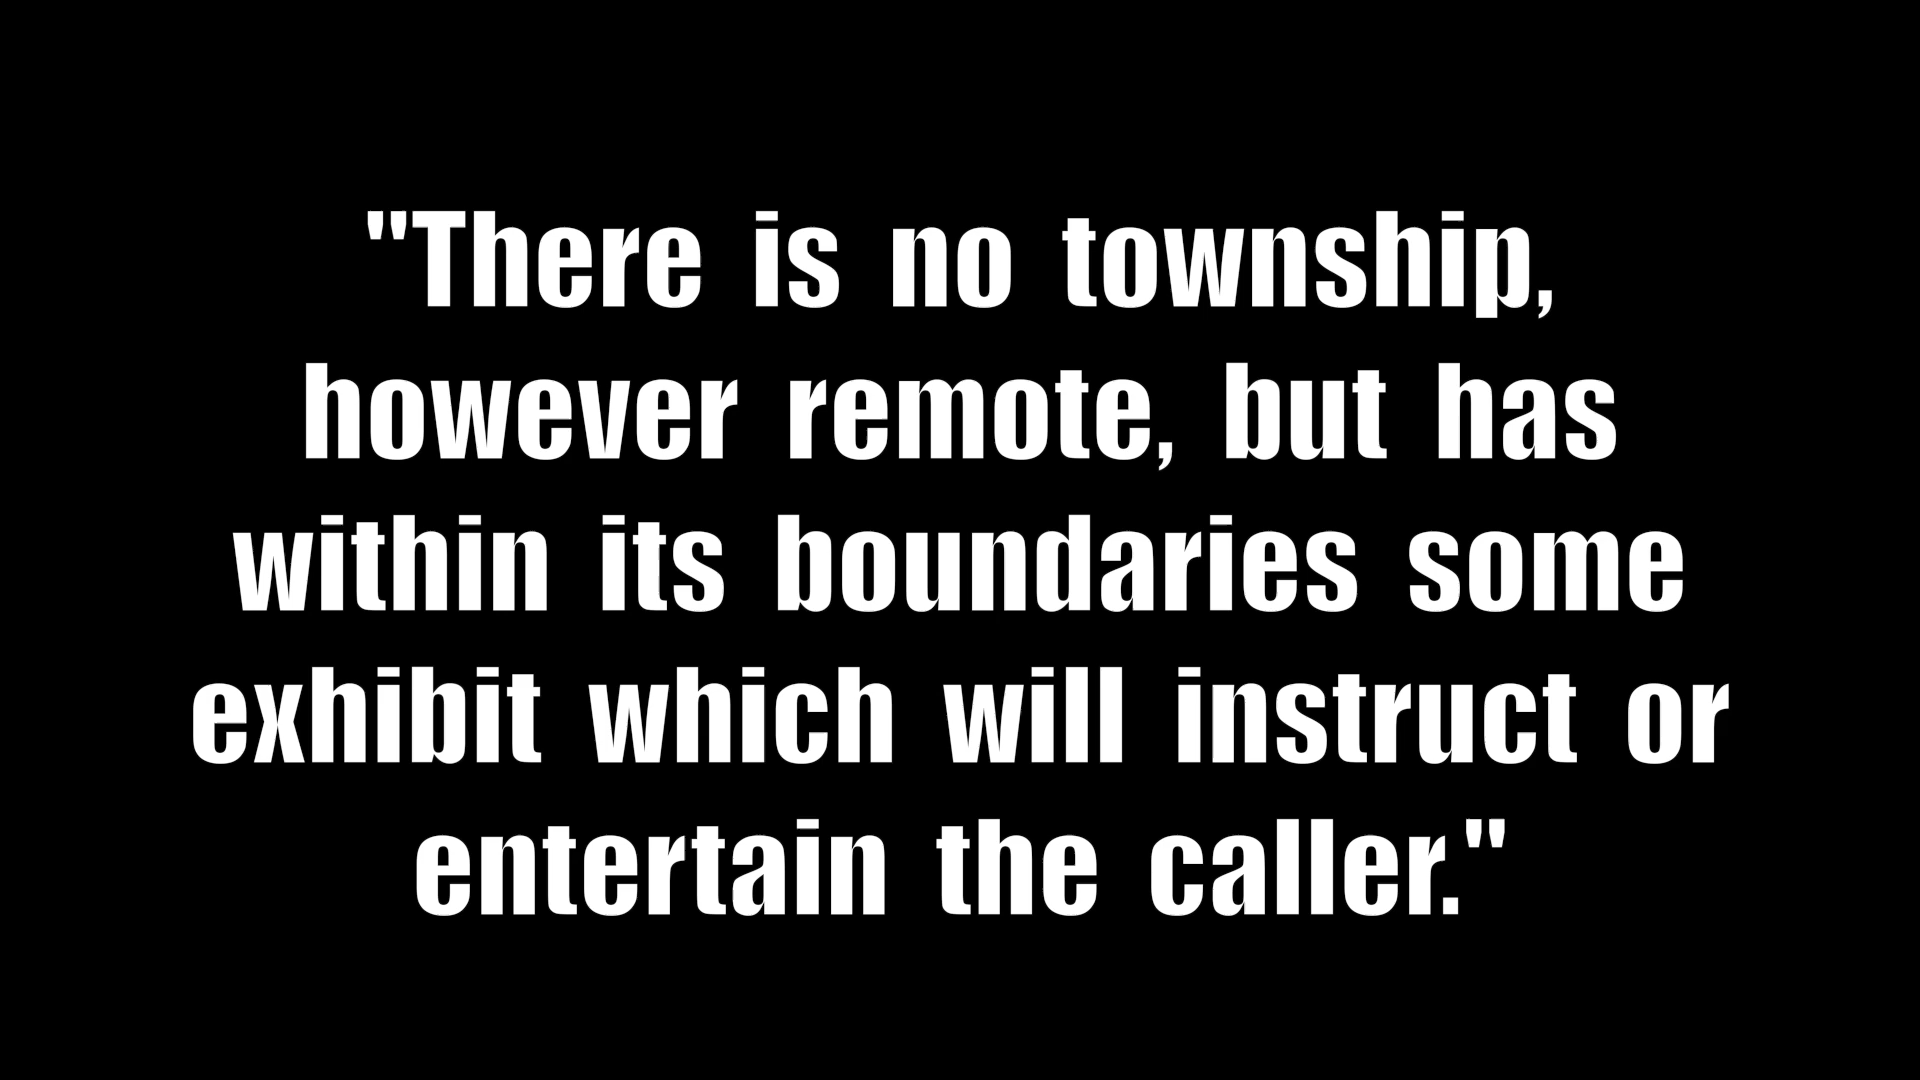 "There is no township,
however remote, but has
within its boundaries some
exhibit which will instruct or
entertain the caller."